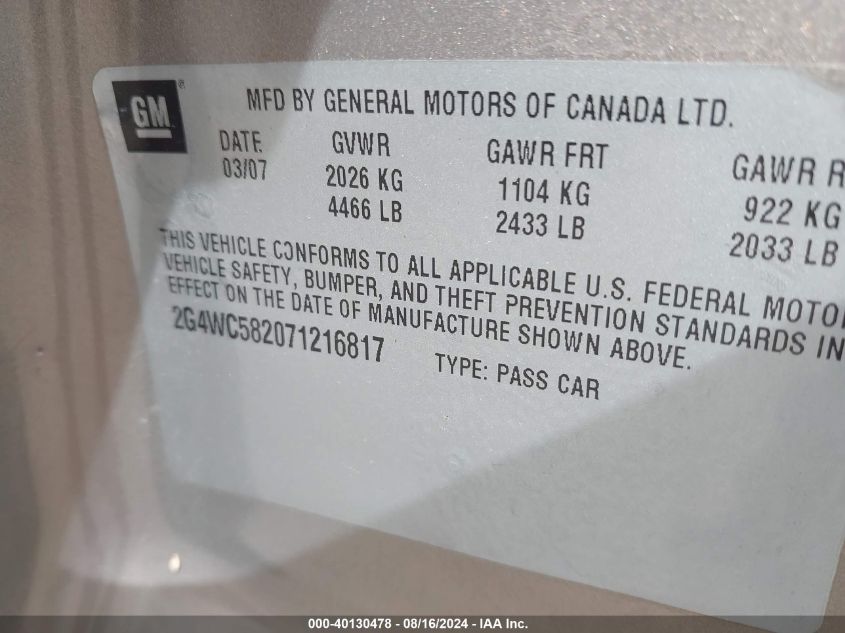 GM®
MFD BY GENERAL MOTORS OF CANADA LTD.
DATE GVWR GAWR FRT GAWR R
03/07 2026 KG 1104 KG 922 KG
4466 LB 2433 LB 2033 LB
THIS VEHICLE CONFORMS TO ALL APPLICABLE U.S. FEDERAL MOTO
VEHICLE SAFETY, BUMPER, AND THEFT PREVENTION STANDARDS IN
EFFECT ON THE DATE OF MANUFACTURE SHOWN ABOVE.
2G4WC582071216817 TYPE: PASS CAR
000-40130478 - 08/16/2024 - IAA Inc.